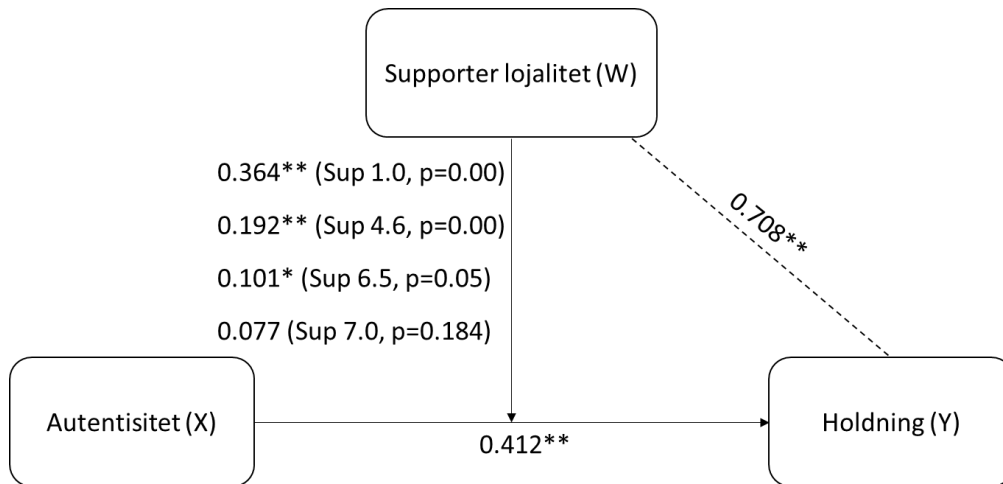 Supporter lojalitet (W)
0.364** (Sup 1.0, p=0.00)
0.192** (Sup 4.6, p=0.00)
0.101* (Sup 6.5, p=0.05)
0.077 (Sup 7.0, p=0.184)
0.708**
Autentisitet (X)
0.412**
Holdning (Y)